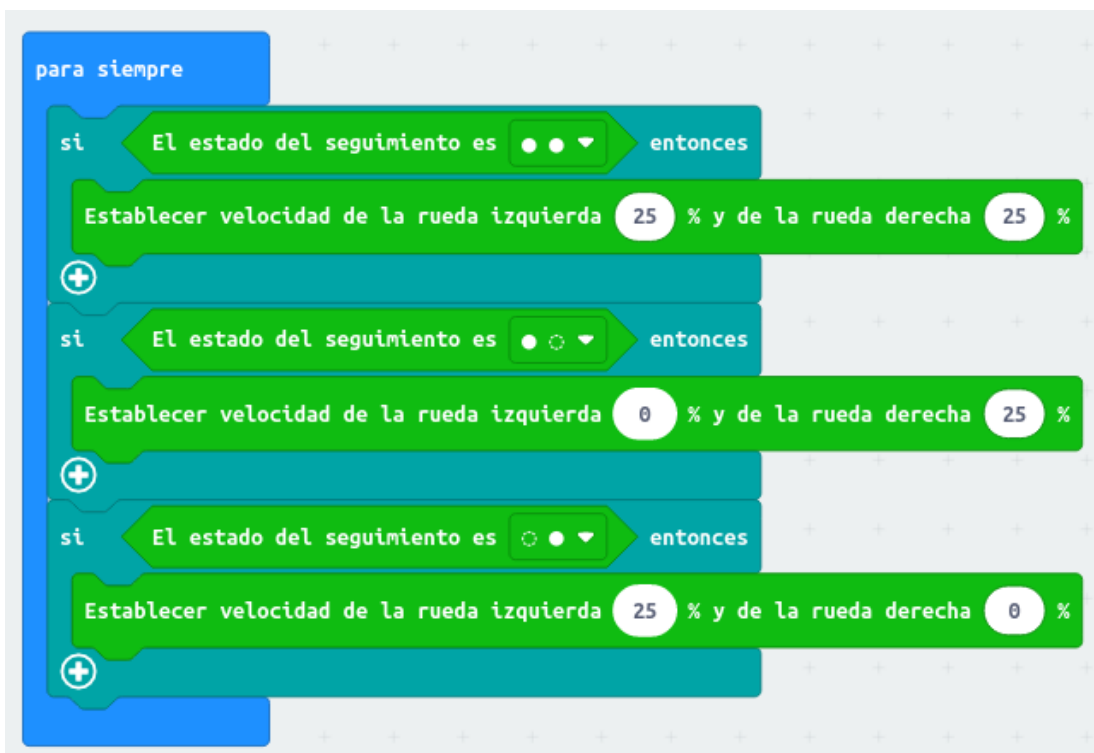 para siempre
si El estado del seguimiento es entonces
Establecer velocidad de la rueda izquierda 25 % y de la rueda derecha 25 %
si El estado del seguimiento es entonces
Establecer velocidad de la rueda izquierda 0 % y de la rueda derecha 25 %
si El estado del seguimiento es entonces
Establecer velocidad de la rueda izquierda 25 % y de la rueda derecha 0 %